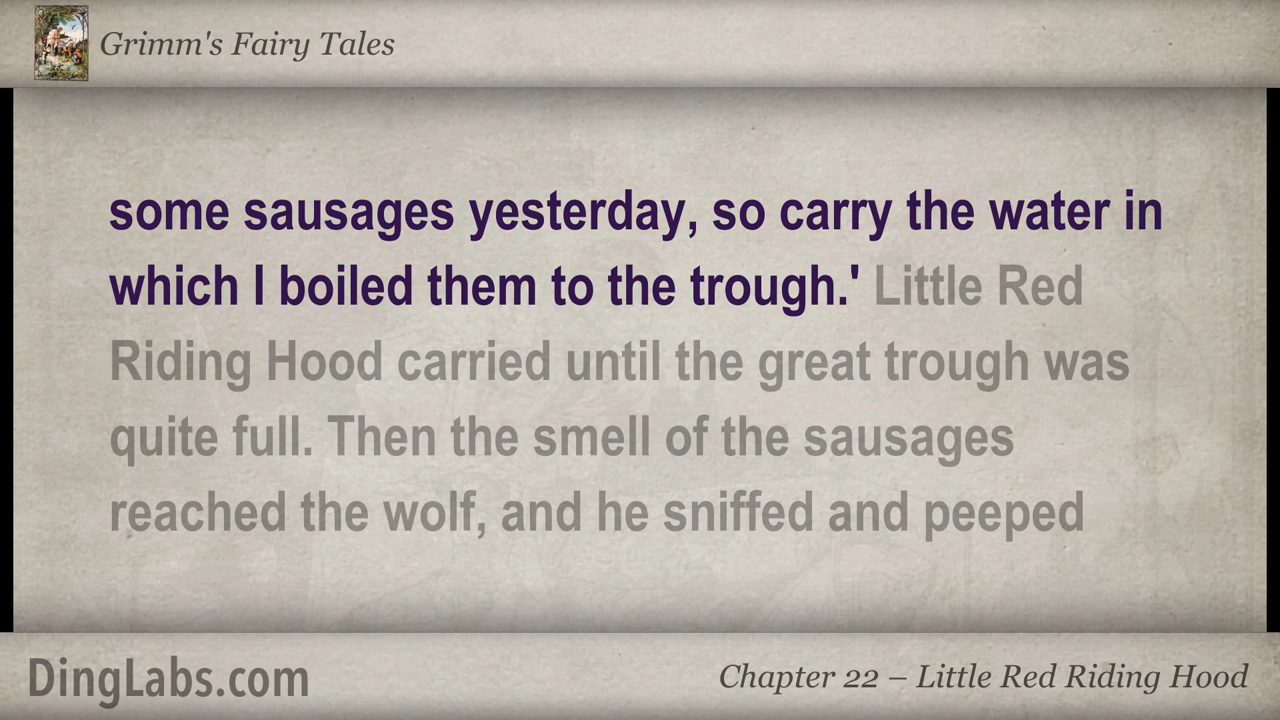 Grimm's Fairy Tales
some sausages yesterday, so carry the water in
which I boiled them to the trough.' Little Red
Riding Hood carried until the great trough was
quite full. Then the smell of the sausages
reached the wolf, and he sniffed and peeped
DingLabs.com
Chapter 22 – Little Red Riding Hood